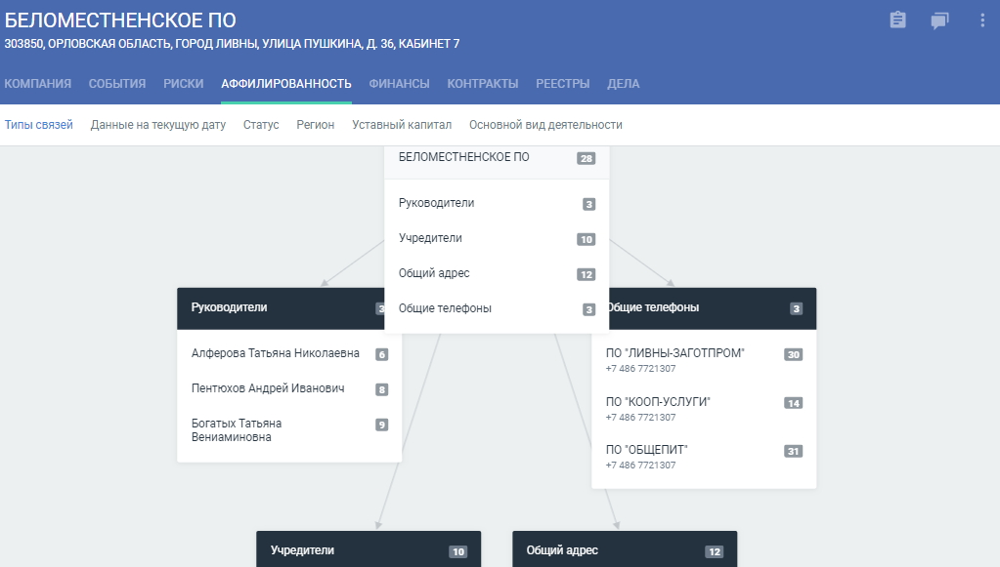 БЕЛОМЕСТНЕНСКОЕ ПО
303850, ОРЛОВСКАЯ ОБЛАСТЬ, ГОРОД ЛИВНЫ, УЛИЦА ПУШКИНА, Д. 36, КАБИНЕТ 7
КОМПАНИЯ СОБЫТИЯ РИСКИ АФФИЛИРОВАННОСТЬ ФИНАНСЫ КОНТРАКТЫ РЕЕСТРЫ ДЕЛА
Типы связей Данные на текущую дату Статус Регион Уставный капитал Основной вид деятельности
БЕЛОМЕСТНЕНСКОЕ ПО 28
Руководители 3
Учредители 10
Общий адрес 12
Общие телефоны 3
Руководители 3
Алферова Татьяна Николаевна 6
Пентюхов Андрей Иванович 8
Богатых Татьяна 9
Вениаминовна
Общие телефоны 3
ПО "ЛИВНЫ-ЗАГОТПРОМ" 30
+7 486 7721307
ПО "КООП-УСЛУГИ" 14
+7 486 7721307
ПО "ОБЩЕПИТ" 31
+7 486 7721307
Учредители 10
Общий адрес 12